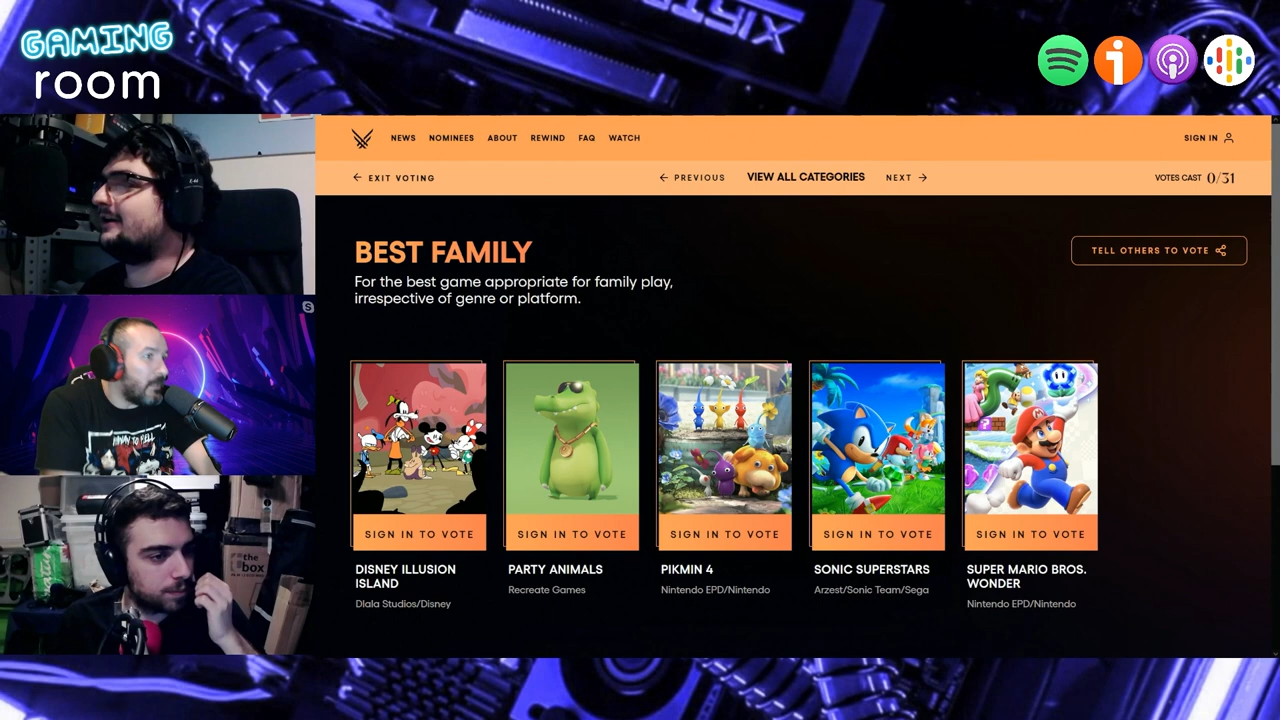 GAMING
room
NEWS NOMINEES ABOUT REWIND FAQ WATCH
SIGN IN
EXIT VOTING
PREVIOUS VIEW ALL CATEGORIES NEXT
VOTES CAST 0/31
BEST FAMILY
For the best game appropriate for family play,
irrespective of genre or platform.
TELL OTHERS TO VOTE
SIGN IN TO VOTE
DISNEY ILLUSION
ISLAND
Dlala Studios/Disney
SIGN IN TO VOTE
PARTY ANIMALS
Recreate Games
SIGN IN TO VOTE
PIKMIN 4
Nintendo EPD/Nintendo
SIGN IN TO VOTE
SONIC SUPERSTARS
Arzest/Sonic Team/Sega
SIGN IN TO VOTE
SUPER MARIO BROS.
WONDER
Nintendo EPD/Nintendo
the
box